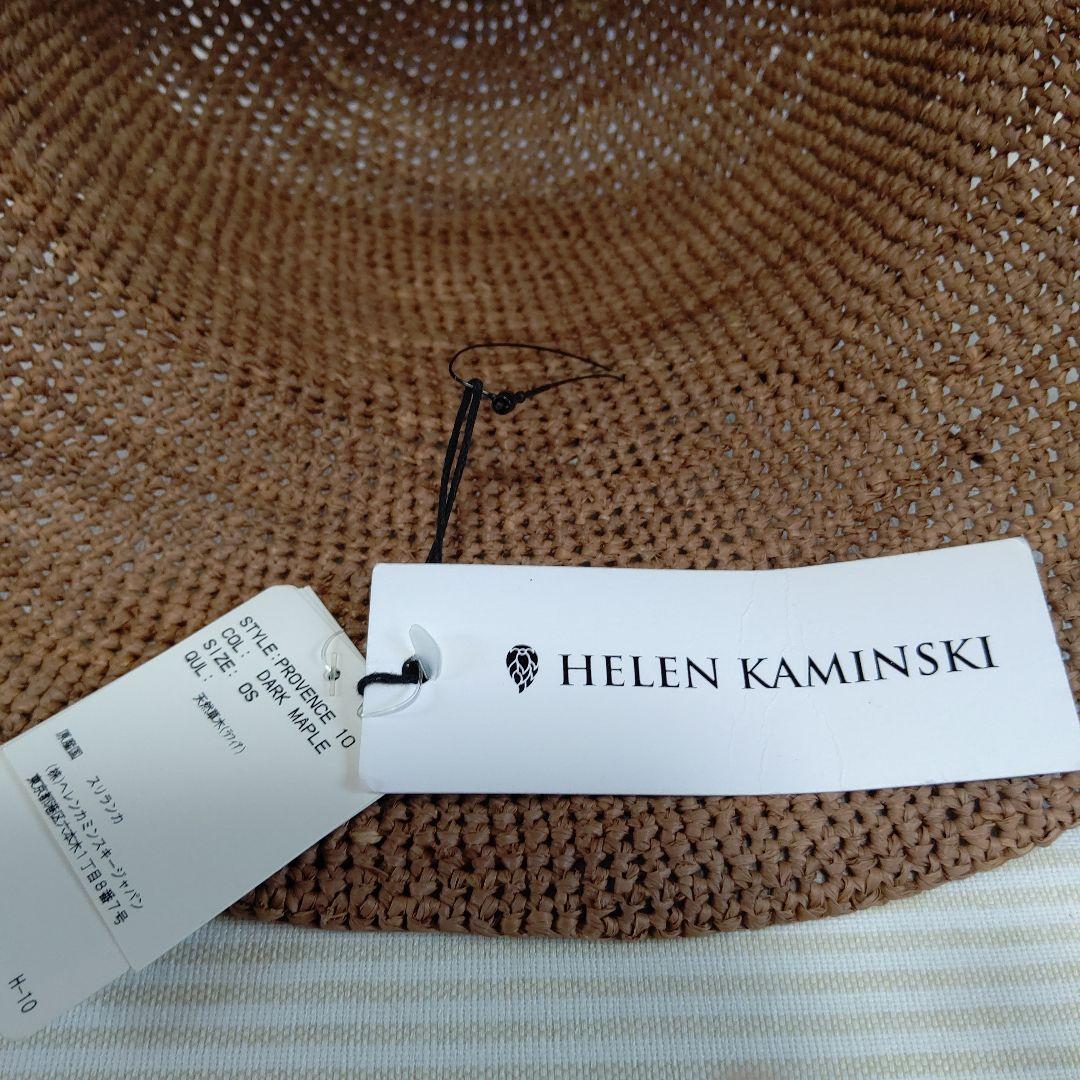 STYLE:PROVENCE 10
COL: DARK MAPLE
SIZE: OS
QUL:
天然草木(ラフィア)
原産国 スリランカ
(株)ヘレンカミンスキージャパン
東京都港区六本木1丁目8番7号
H-10
HELEN KAMINSKI